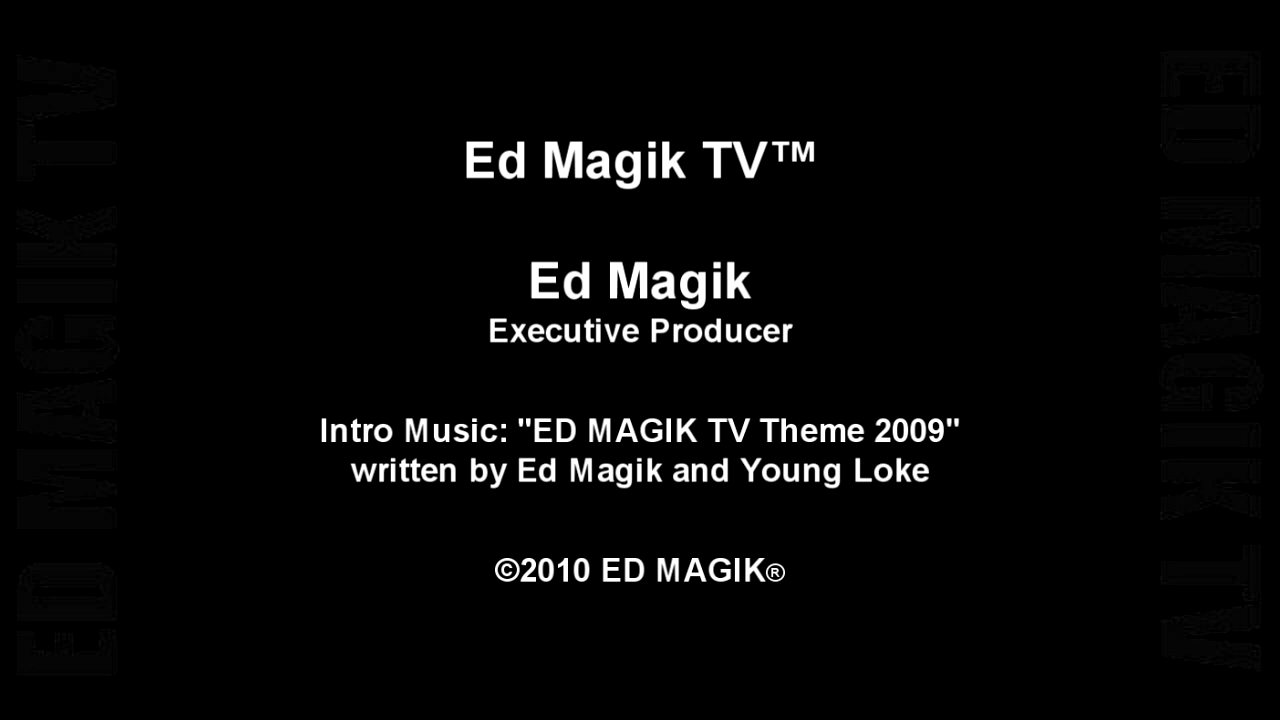 Ed Magik TV™
Ed Magik
Executive Producer
Intro Music: "ED MAGIK TV Theme 2009"
written by Ed Magik and Young Loke
©2010 ED MAGIK®
ED MAGIK TV
ED MAGIK TV